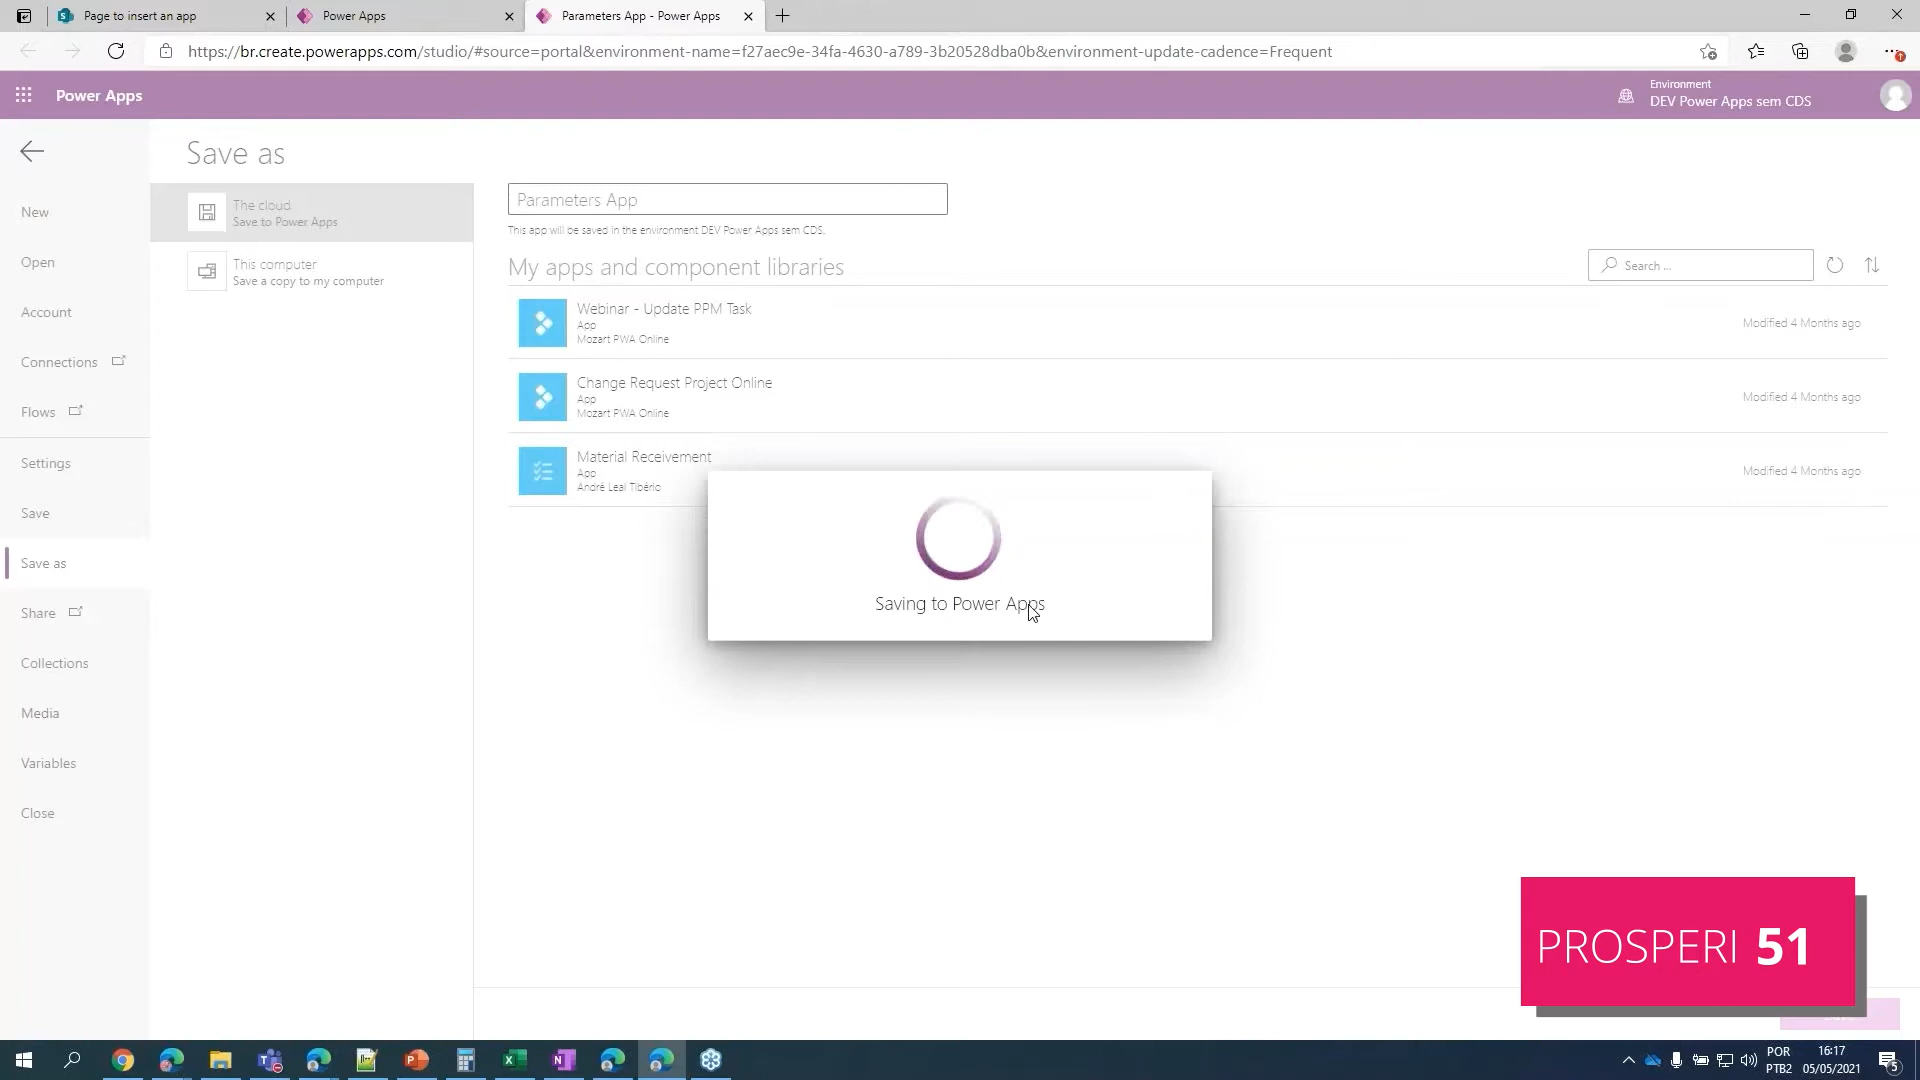 Page to insert an app
Power Apps
Parameters App - Power Apps
https://br.create.powerapps.com/studio/#source=portal&environment-name=f27aec9e-34fa-4630-a789-3b20528dba0b&environment-update-cadence=Frequent
Power Apps
Environment
DEV Power Apps sem CDS
Save as
New
Open
Account
Connections
Flows
Settings
Save
Save as
Share
Collections
Media
Variables
Close
The cloud
Save to Power Apps
This computer
Save a copy to my computer
Parameters App
This app will be saved in the environment DEV Power Apps sem CDS.
My apps and component libraries
Search ...
Webinar - Update PPM Task
App
Mozart PWA Online
Modified 4 Months ago
Change Request Project Online
App
Mozart PWA Online
Modified 4 Months ago
Material Receivement
App
André Leal Tibério
Modified 4 Months ago
Saving to Power Apps
PROSPERI 51
POR
PTB2
16:17
05/05/2021
5